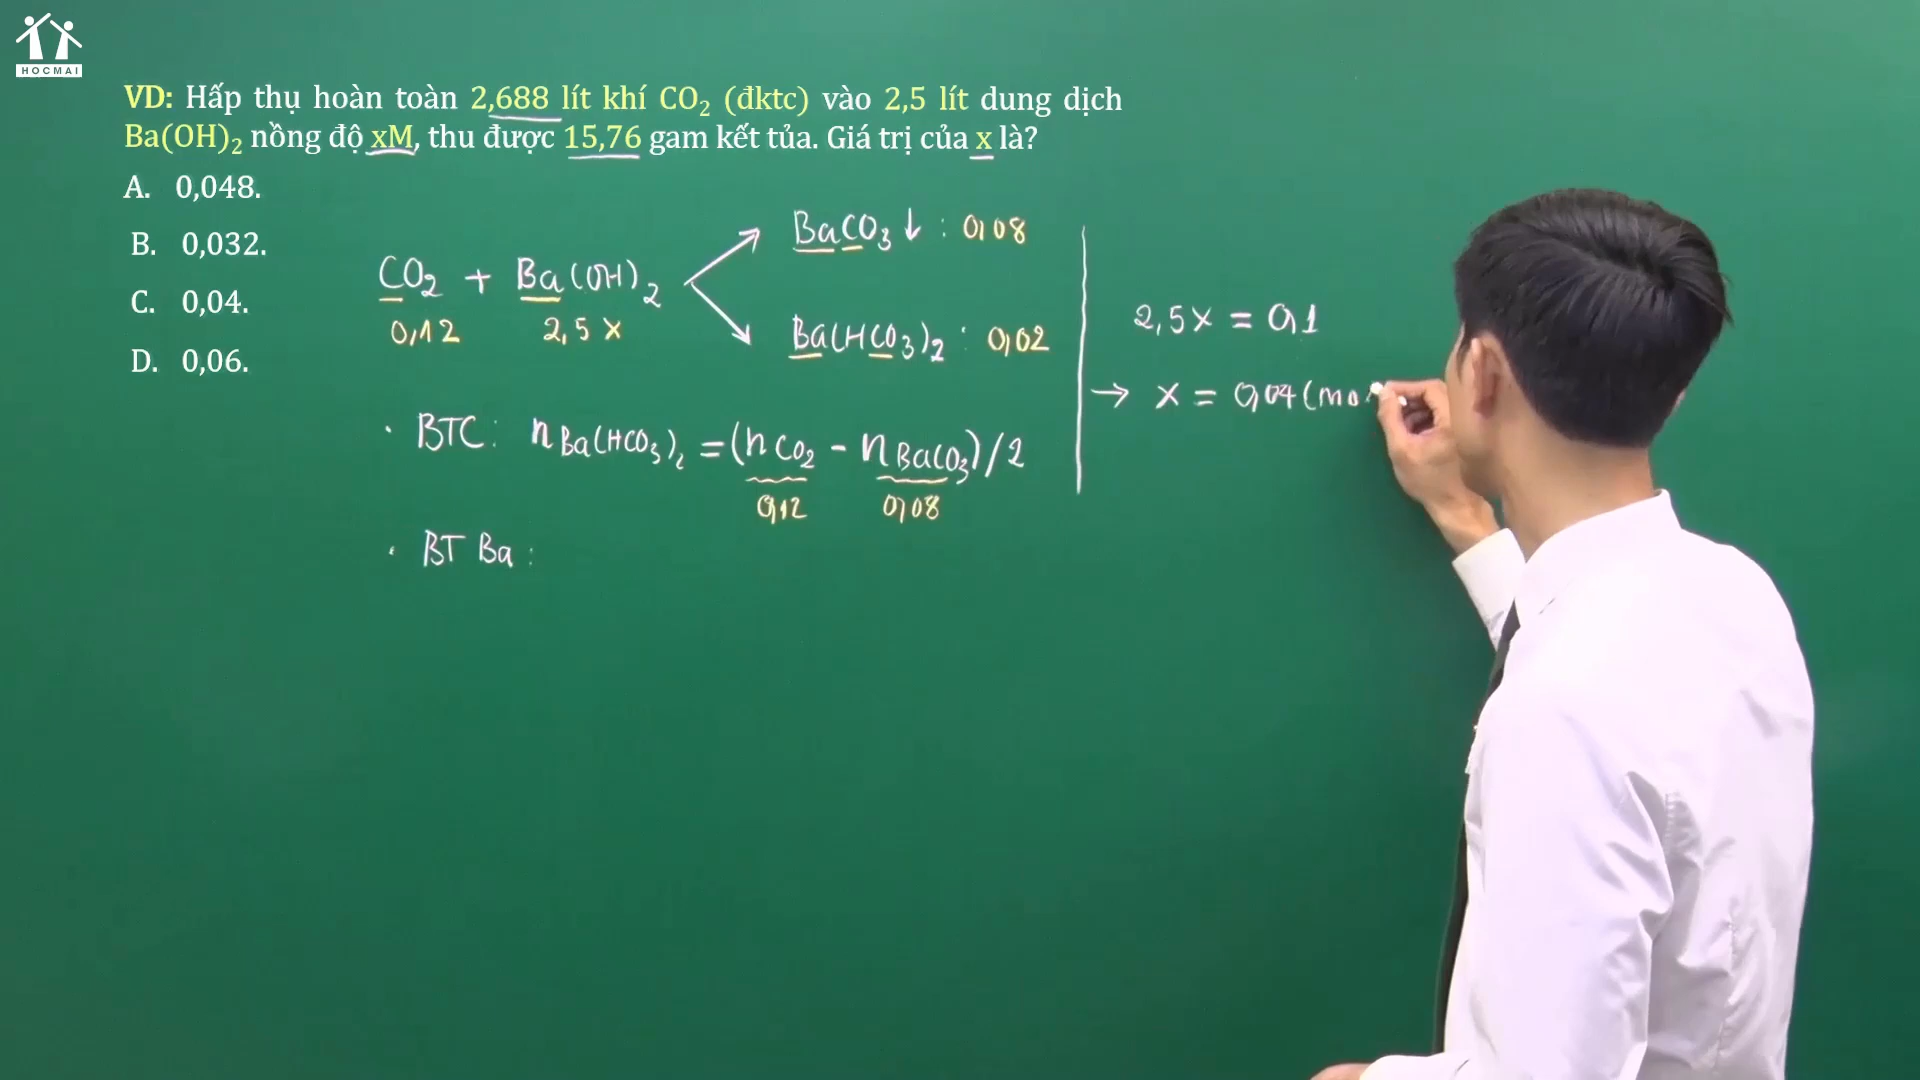 HOCMAI
VD: Hấp thụ hoàn toàn 2,688 lít khí CO₂ (đktc) vào 2,5 lít dung dịch
Ba(OH)₂ nồng độ xM, thu được 15,76 gam kết tủa. Giá trị của x là?
A. 0,048.
B. 0,032.
C. 0,04.
D. 0,06.
CO₂ + Ba(OH)₂
0,12 2,5x
BaCO₃↓ : 0,08
Ba(HCO₃)₂ : 0,02
• BTC: nBa(HCO₃)₂ = (nCO₂ - nBaCO₃)/2
0,12 0,08
• BT Ba :
2,5x = 0,1
→ x = 0,04 (mo